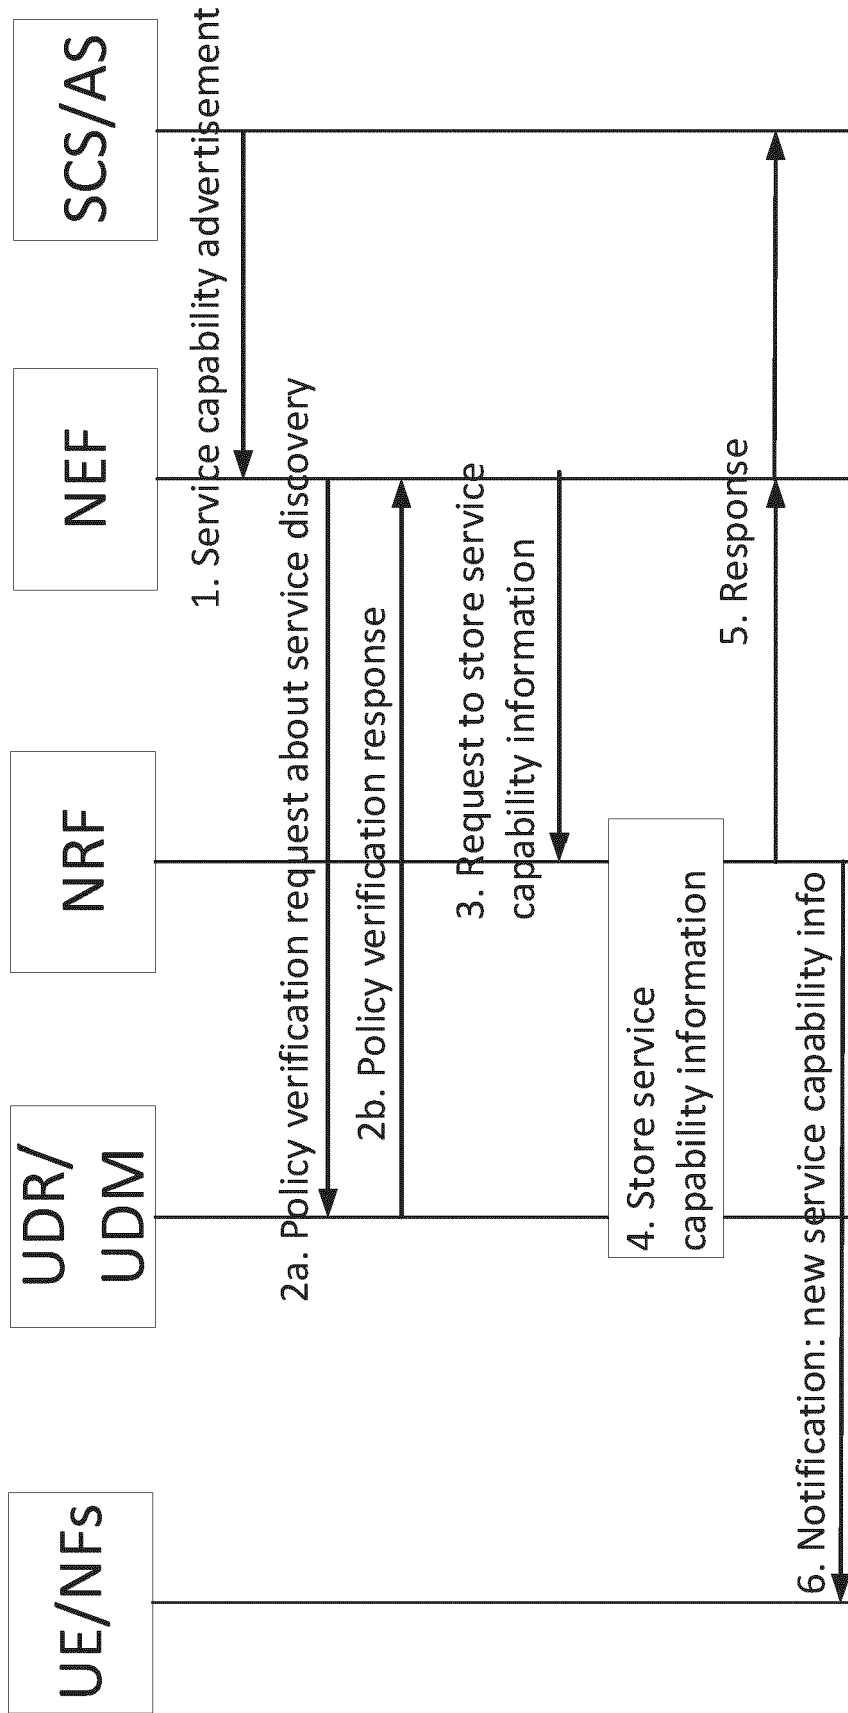 UE/NFs
UDR/
UDM
NRF
NEF
SCS/AS
1. Service capability advertisement
2a. Policy verification request about service discovery
2b. Policy verification response
3. Request to store service
capability information
4. Store service
capability information
5. Response
6. Notification: new service capability info